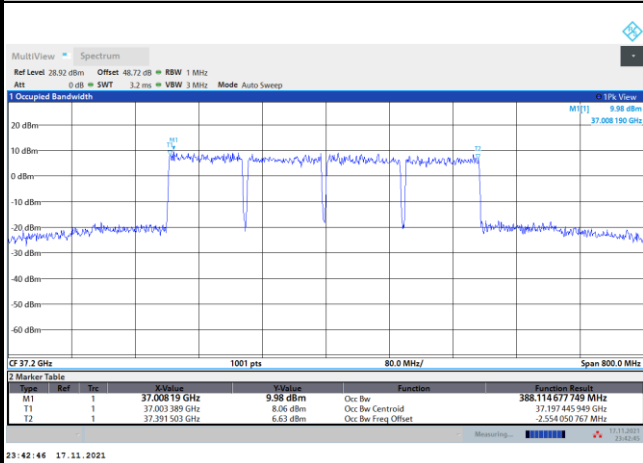 MultiView Spectrum
Ref Level 28.92 dBm Offset 48.72 dB RBW 1 MHz
Att 0 dB SWT 3.2 ms VBW 3 MHz Mode Auto Sweep
1 Occupied Bandwidth 1Pk View
M1[1] 9.98 dBm
37.008 190 GHz
20 dBm
M1
T1 T2
10 dBm
0 dBm
-10 dBm
-20 dBm
-30 dBm
-40 dBm
-50 dBm
-60 dBm
CF 37.2 GHz 1001 pts 80.0 MHz/ Span 800.0 MHz
2 Marker Table
Type Ref Trc X-Value Y-Value Function Function Result
M1 1 37.00819 GHz 9.98 dBm Occ Bw 388.114 677 749 MHz
T1 1 37.003 389 GHz 8.06 dBm Occ Bw Centroid 37.197 445 949 GHz
T2 1 37.391 503 GHz 6.63 dBm Occ Bw Freq Offset -2.554 050 767 MHz
Measuring... 17.11.2021
23:42:45
23:42:46 17.11.2021